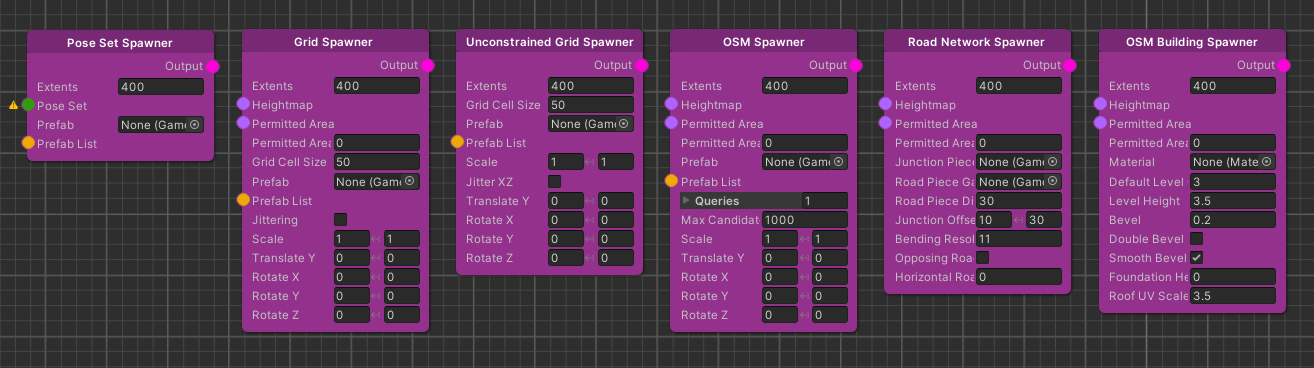 Pose Set Spawner
Output
Extents 400
Pose Set
Prefab None (Gam
Prefab List
Grid Spawner
Output
Extents 400
Heightmap
Permitted Area
Permitted Area 0
Grid Cell Size 50
Prefab None (Gam
Prefab List
Jittering
Scale 1 1
Translate Y 0 0
Rotate X 0 0
Rotate Y 0 0
Rotate Z 0 0
Unconstrained Grid Spawner
Output
Extents 400
Grid Cell Size 50
Prefab None (Gam
Prefab List
Scale 1 1
Jitter XZ
Translate Y 0 0
Rotate X 0 0
Rotate Y 0 0
Rotate Z 0 0
OSM Spawner
Output
Extents 400
Heightmap
Permitted Area
Permitted Area 0
Prefab None (Gam
Prefab List
Queries 1
Max Candidat 1000
Scale 1 1
Translate Y 0 0
Rotate X 0 0
Rotate Y 0 0
Rotate Z 0 0
Road Network Spawner
Output
Extents 400
Heightmap
Permitted Area
Permitted Area 0
Junction Piec None (Gam
Road Piece Ga None (Gam
Road Piece Di 30
Junction Offse 10 30
Bending Resol 11
Opposing Roa
Horizontal Roa 0
OSM Building Spawner
Output
Extents 400
Heightmap
Permitted Area
Permitted Area 0
Material None (Mate
Default Level 3
Level Height 3.5
Bevel 0.2
Double Bevel
Smooth Bevel
Foundation He 0
Roof UV Scale 3.5